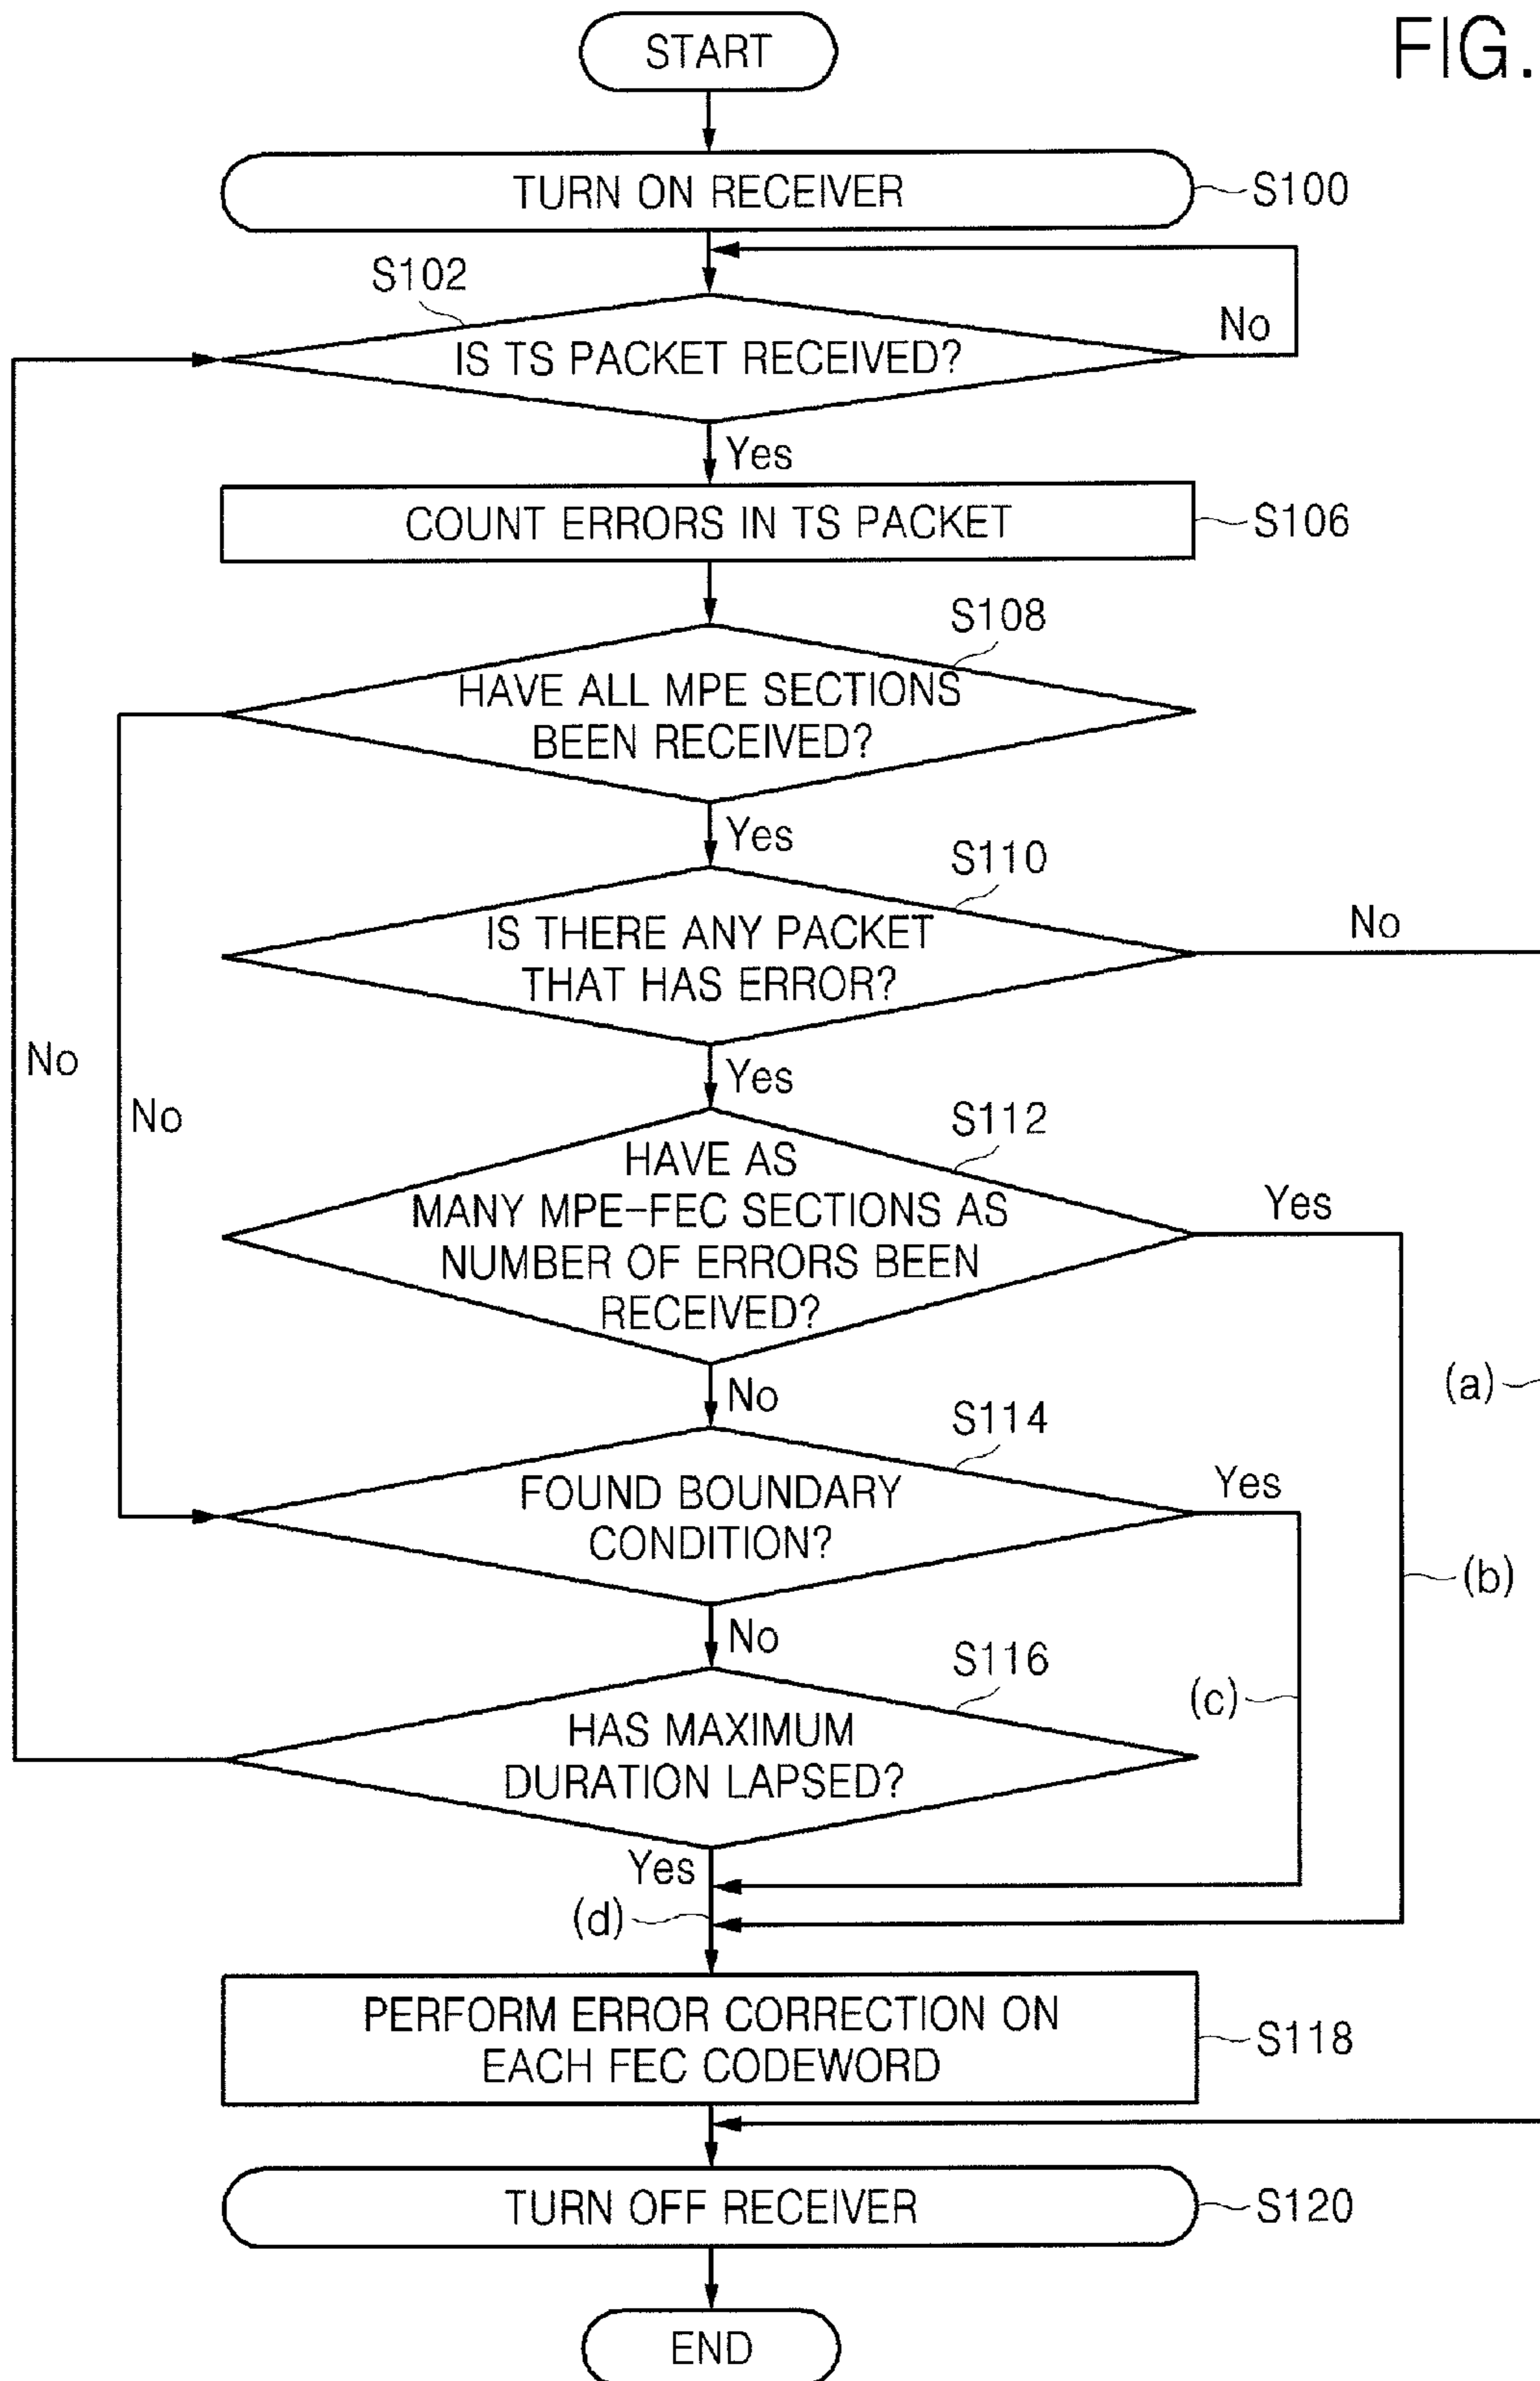 FIG.
START
TURN ON RECEIVER
S100
S102
IS TS PACKET RECEIVED?
No
Yes
COUNT ERRORS IN TS PACKET
S106
S108
HAVE ALL MPE SECTIONS
BEEN RECEIVED?
Yes
S110
IS THERE ANY PACKET
THAT HAS ERROR?
No
No
No
Yes
S112
HAVE AS
MANY MPE-FEC SECTIONS AS
NUMBER OF ERRORS BEEN
RECEIVED?
Yes
(a)
No
S114
FOUND BOUNDARY
CONDITION?
Yes
(b)
No
S116
(c)
HAS MAXIMUM
DURATION LAPSED?
Yes
(d)
PERFORM ERROR CORRECTION ON
EACH FEC CODEWORD
S118
TURN OFF RECEIVER
S120
END